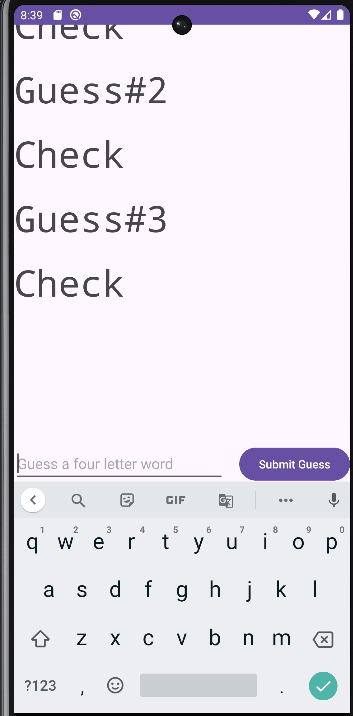 8:39
Check
Guess#2
Check
Guess#3
Check
Guess a four letter word
Submit Guess
GIF
1 2 3 4 5 6 7 8 9 0
q w e r t y u i o p
a s d f g h j k l
z x c v b n m
?123 , .